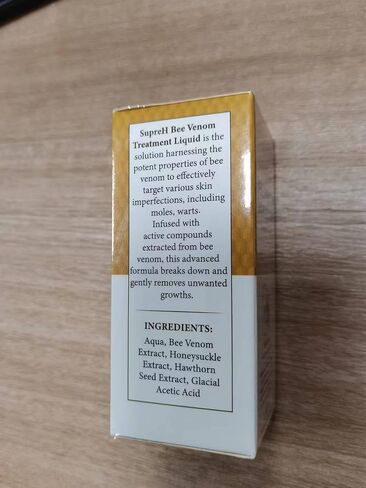 SupreH Bee Venom
Treatment Liquid is the
solution harnessing the
potent properties of bee
venom to effectively
target various skin
imperfections, including
moles, warts.
Infused with
active compounds
extracted from bee
venom, this advanced
formula breaks down and
gently removes unwanted
growths.
INGREDIENTS:
Aqua, Bee Venom
Extract, Honeysuckle
Extract, Hawthorn
Seed Extract, Glacial
Acetic Acid